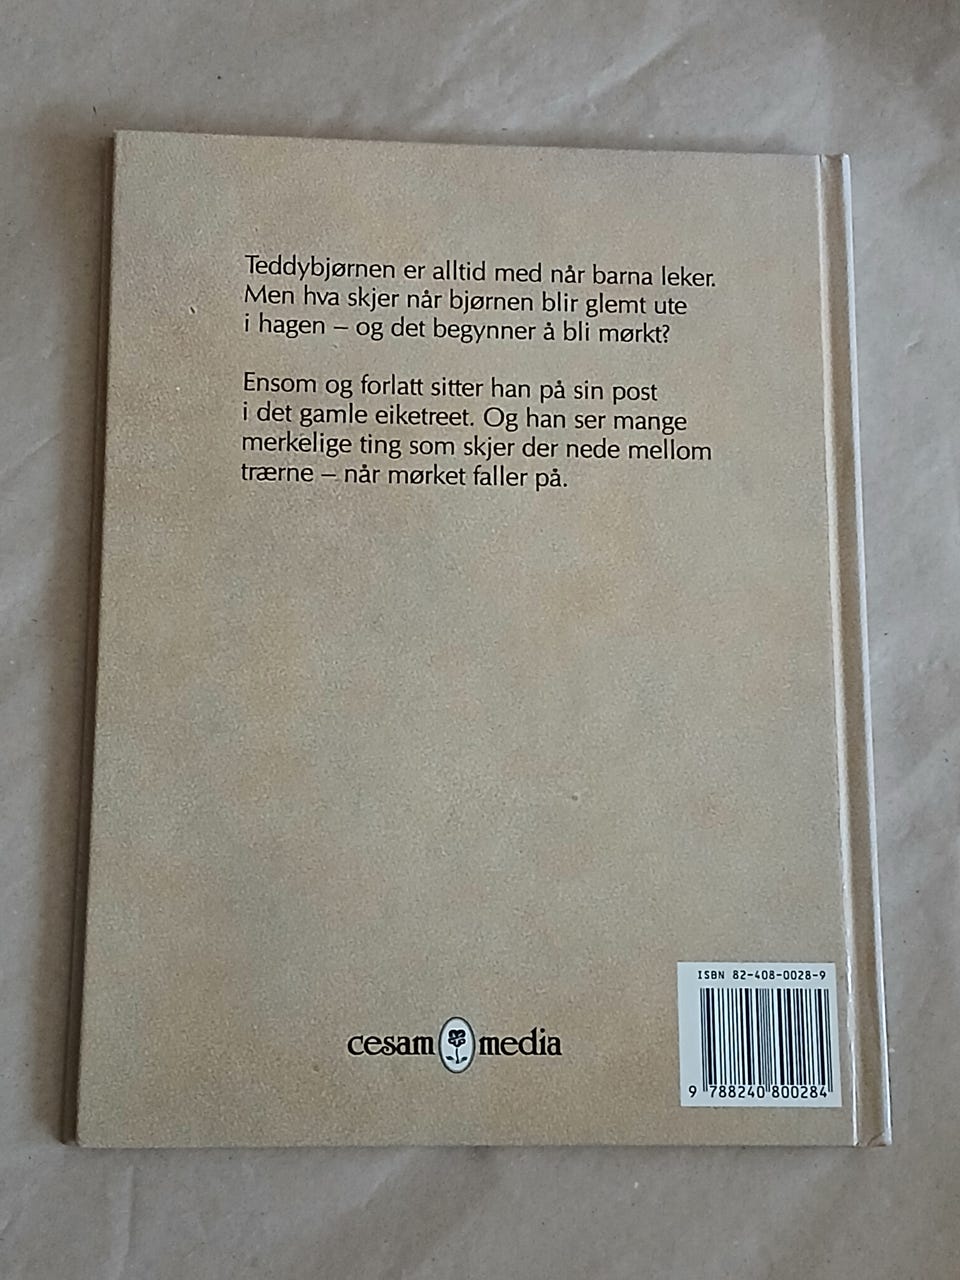 Teddybjørnen er alltid med når barna leker.
Men hva skjer når bjørnen blir glemt ute
i hagen – og det begynner å bli mørkt?
Ensom og forlatt sitter han på sin post
i det gamle eiketreet. Og han ser mange
merkelige ting som skjer der nede mellom
trærne – når mørket faller på.
ISBN 82-408-0028-9
cesam media
9 788240 800284